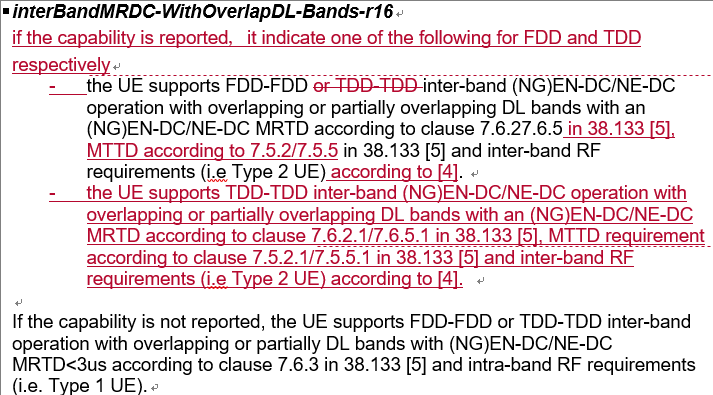 interBandMRDC-WithOverlapDL-Bands-r16
if the capability is reported, it indicate one of the following for FDD and TDD
respectively
- the UE supports FDD-FDD or TDD-TDD inter-band (NG)EN-DC/NE-DC
operation with overlapping or partially overlapping DL bands with an
(NG)EN-DC/NE-DC MRTD according to clause 7.6.27.6.5 in 38.133 [5],
MTTD according to 7.5.2/7.5.5 in 38.133 [5] and inter-band RF
requirements (i.e Type 2 UE) according to [4].
- the UE supports TDD-TDD inter-band (NG)EN-DC/NE-DC operation with
overlapping or partially overlapping DL bands with an (NG)EN-DC/NE-DC
MRTD according to clause 7.6.2.1/7.6.5.1 in 38.133 [5], MTTD requirement
according to clause 7.5.2.1/7.5.5.1 in 38.133 [5] and inter-band RF
requirements (i.e Type 2 UE) according to [4].
If the capability is not reported, the UE supports FDD-FDD or TDD-TDD inter-band
operation with overlapping or partially DL bands with (NG)EN-DC/NE-DC
MRTD<3us according to clause 7.6.3 in 38.133 [5] and intra-band RF requirements
(i.e. Type 1 UE).